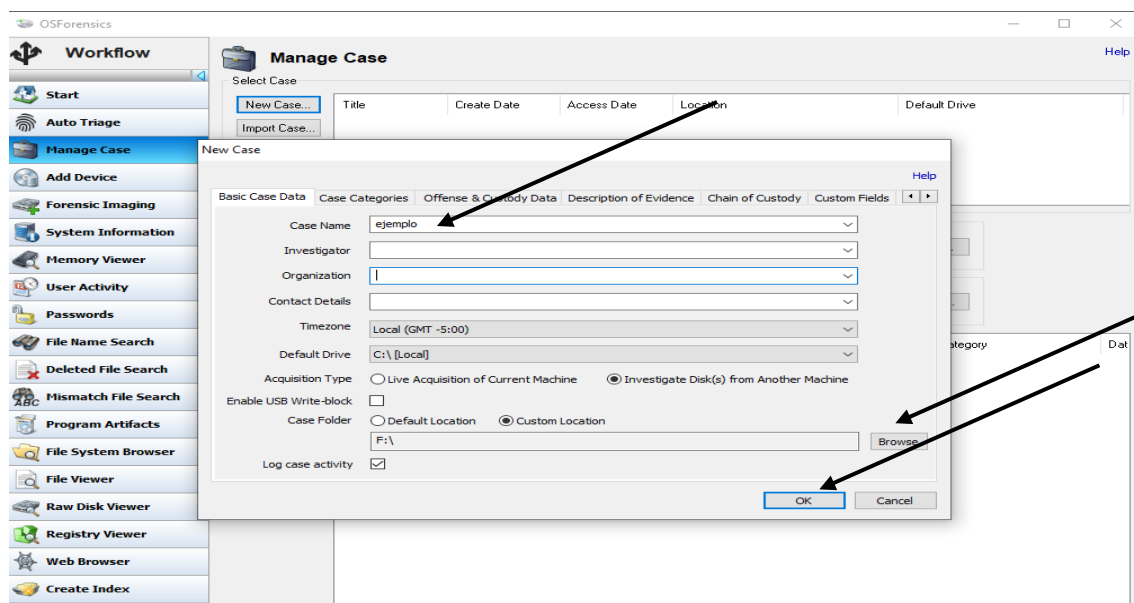 OSForensics
Workflow
Start
Auto Triage
Manage Case
Add Device
Forensic Imaging
System Information
Memory Viewer
User Activity
Passwords
File Name Search
Deleted File Search
Mismatch File Search
Program Artifacts
File System Browser
File Viewer
Raw Disk Viewer
Registry Viewer
Web Browser
Create Index
Manage Case
Help
Select Case
New Case...
Import Case...
Title Create Date Access Date Location Default Drive
New Case
Help
Basic Case Data Case Categories Offense & Custody Data Description of Evidence Chain of Custody Custom Fields
Case Name ejemplo
Investigator
Organization
Contact Details
Timezone Local (GMT -5:00)
Default Drive C:\ [Local]
Acquisition Type Live Acquisition of Current Machine Investigate Disk(s) from Another Machine
Enable USB Write-block
Case Folder Default Location Custom Location
F:\ Browse
Log case activity
OK Cancel
ategory Dat